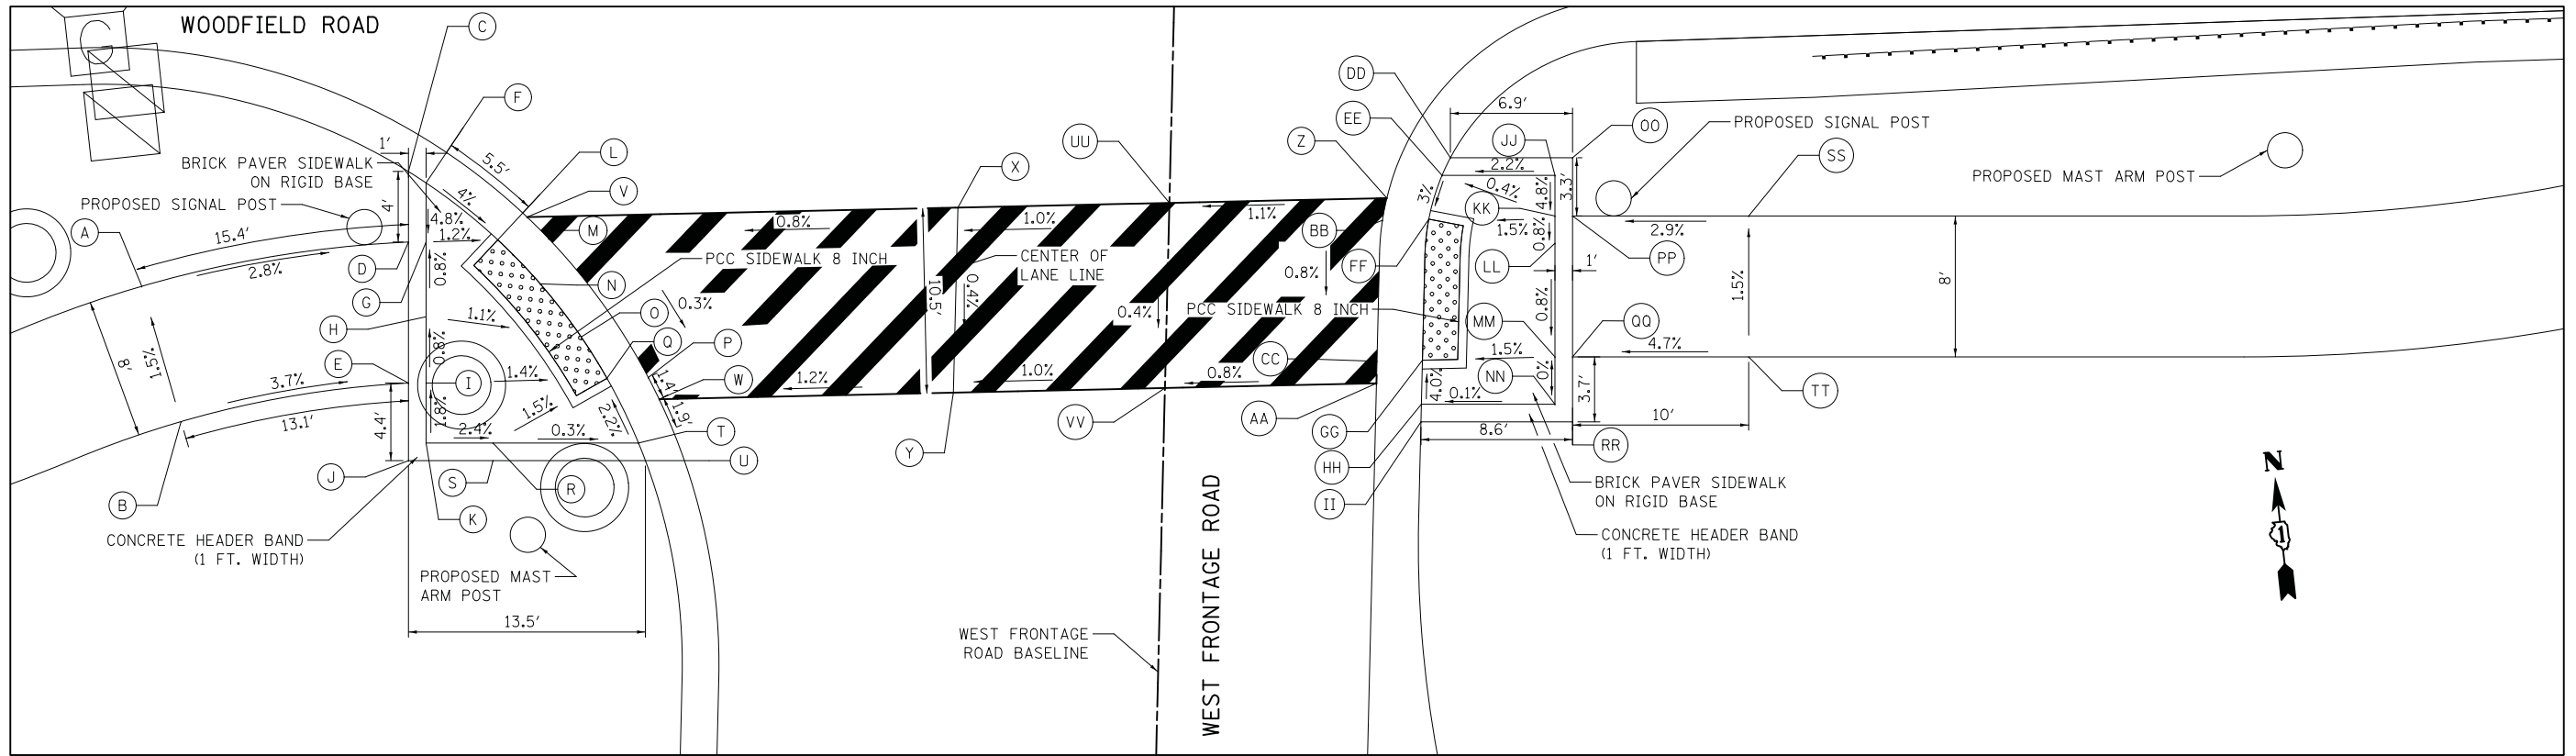 WOODFIELD ROAD
C
F
1'
5.5'
L
V
4%
BRICK PAVER SIDEWALK
ON RIGID BASE
4'
PROPOSED SIGNAL POST
A
15.4'
2.8%
4.8%
1.2%
D
G
0.8%
H
1.1%
0.8%
8'
1.5%
E
3.7%
13.1'
4.4'
I
1.4%
1.8%
1.5%
2.4%
0.3%
2.2%
M
N
O
Q
P
W
1.4'
1.9'
T
U
J
S
R
B
K
CONCRETE HEADER BAND
(1 FT. WIDTH)
PROPOSED MAST
ARM POST
13.5'
PCC SIDEWALK 8 INCH
0.3%
0.8%
10.5'
X
UU
1.0%
CENTER OF
LANE LINE
0.4%
0.4%
1.1%
0.8%
1.2%
1.0%
0.8%
Y
VV
Z
BB
CC
AA
PCC SIDEWALK 8 INCH
WEST FRONTAGE
ROAD BASELINE
WEST FRONTAGE ROAD
DD
EE
6.9'
JJ
OO
2.2%
3%
0.4%
4.8%
3.3'
KK
1.5%
0.8%
FF
LL
1'
PP
0.8%
MM
QQ
1.5%
0%
NN
4.0%
0.1%
3.7'
GG
8.6'
HH
II
RR
10'
PROPOSED SIGNAL POST
SS
2.9%
1.5%
8'
4.7%
TT
PROPOSED MAST ARM POST
BRICK PAVER SIDEWALK
ON RIGID BASE
CONCRETE HEADER BAND
(1 FT. WIDTH)
N
1